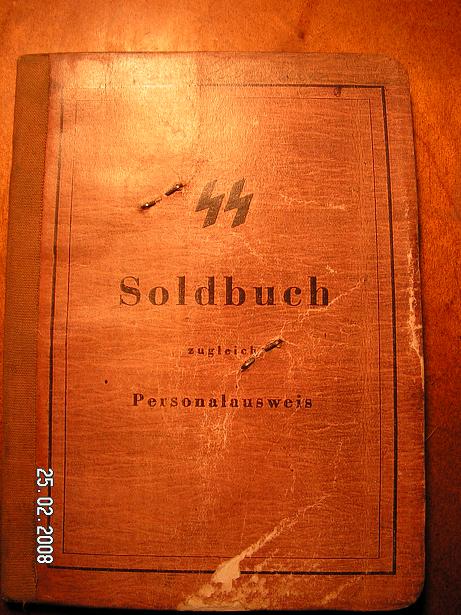 SS
Soldbuch
zugleich
Personalausweis
25.02.2008